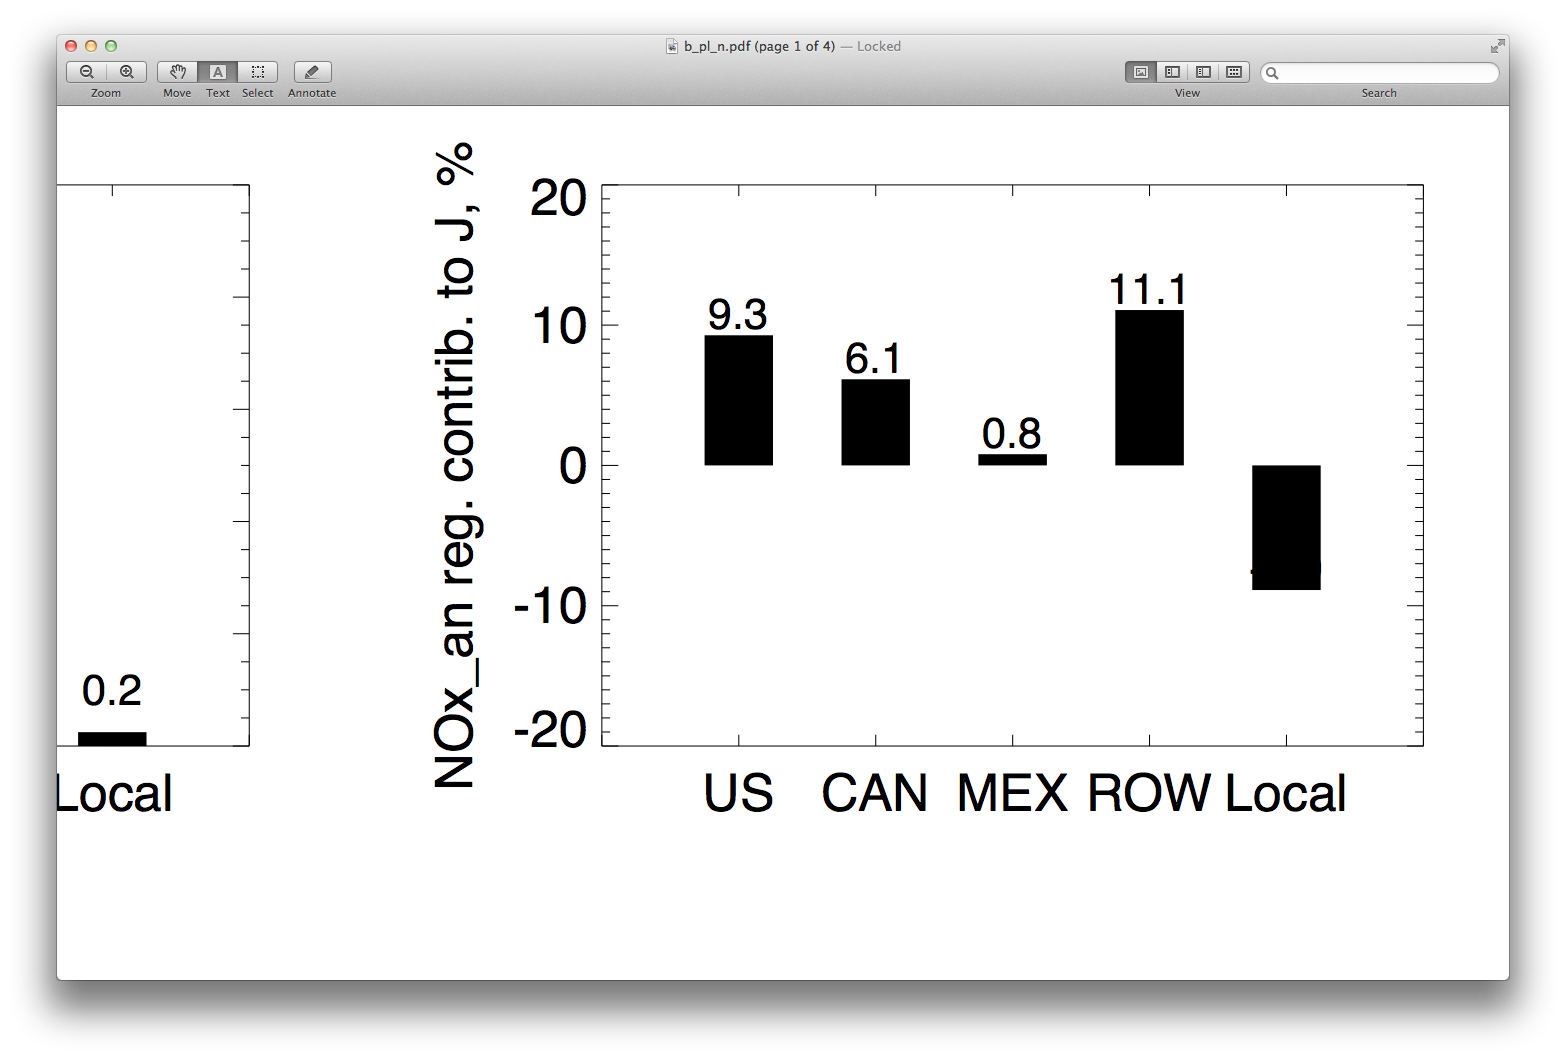 b_pl_n.pdf (page 1 of 4) — Locked
Zoom
Move
Text
Select
Annotate
View
Search
0.2
Local
NOx_an reg. contrib. to J, %
20
10
0
-10
-20
9.3
6.1
0.8
11.1
US CAN MEX ROW Local